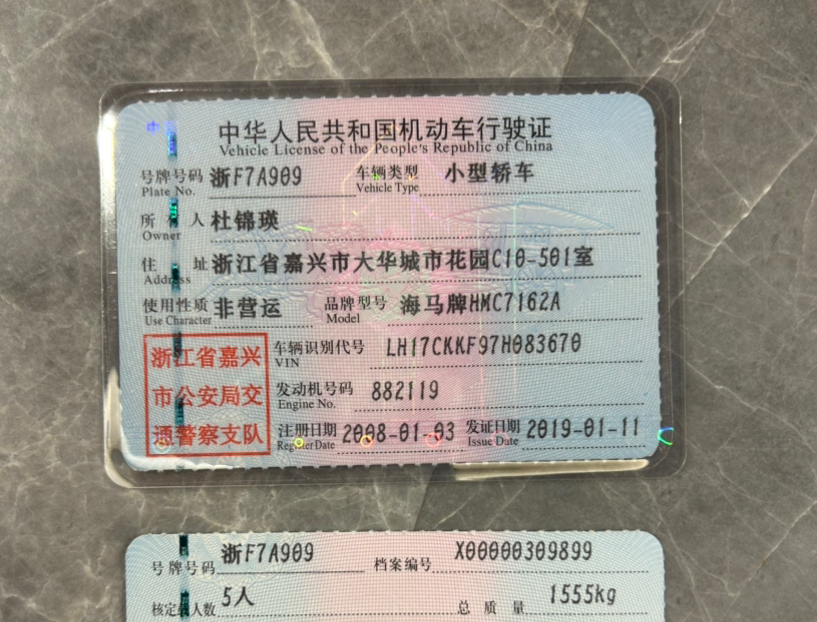 中华人民共和国机动车行驶证
Vehicle License of the People's Republic of China
号牌号码 浙F7A909 车辆类型 小型轿车
Plate No. Vehicle Type
所有人 杜锦瑛
Owner
住址 浙江省嘉兴市大华城市花园C10-501室
Address
使用性质 非营运 品牌型号 海马牌HMC7162A
Use Character Model
浙江省嘉兴 车辆识别代号 LH17CKKF97H083670
VIN
市公安局交 发动机号码 882119
Engine No.
通警察支队 注册日期 2008-01-03 发证日期 2019-01-11
Register Date Issue Date
号牌号码 浙F7A909 档案编号 X00000309899
核定载人数 5人 总质量 1555kg